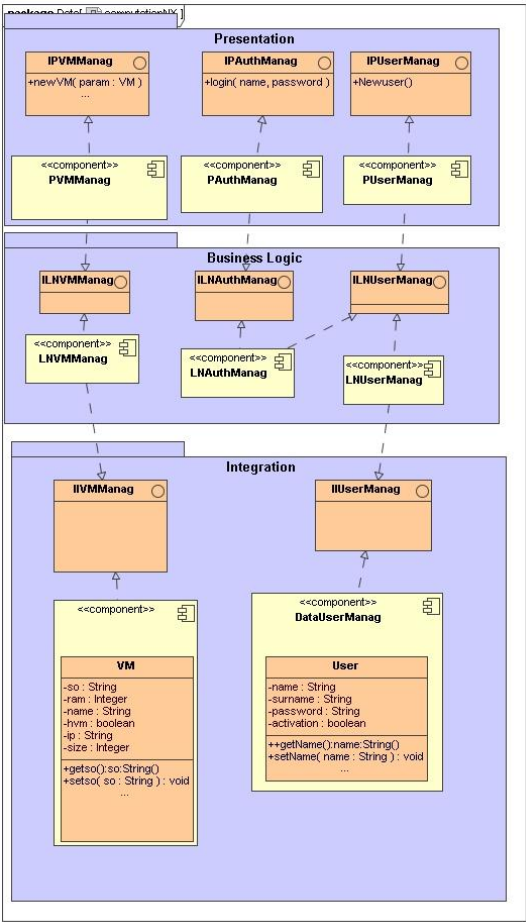 package Data[ computationNX ]
Presentation
IPVMManag
+newVM( param : VM )
...
IPAuthManag
+login( name, password )
IPUserManag
+Newuser()
<<component>>
PVMManag
<<component>>
PAuthManag
<<component>>
PUserManag
Business Logic
ILNVMManag
ILNAuthManag
ILNUserManag
<<component>>
LNVMManag
<<component>>
LNAuthManag
<<component>>
LNUserManag
Integration
IIVMManag
IIUserManag
<<component>>
VM
-so : String
-ram : Integer
-name : String
-hvm : boolean
-ip : String
-size : Integer
+getso():so:String()
+setso( so : String ) : void
...
<<component>>
DataUserManag
User
-name : String
-surname : String
-password : String
-activation : boolean
++getName():name:String()
+setName( name : String ) : void
...